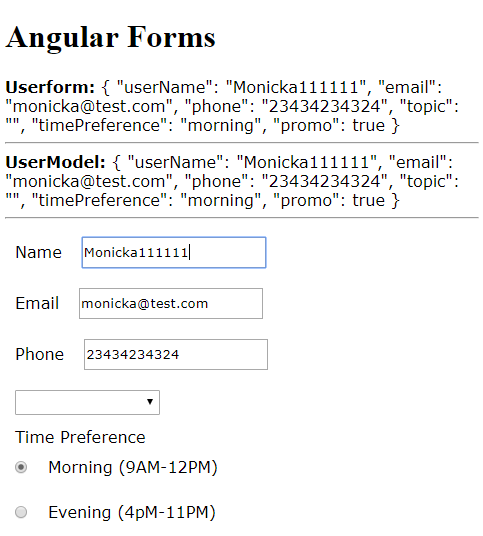 Angular Forms
Userform: { "userName": "Monicka111111", "email":
"monicka@test.com", "phone": "23434234324", "topic":
"", "timePreference": "morning", "promo": true }
UserModel: { "userName": "Monicka111111", "email":
"monicka@test.com", "phone": "23434234324", "topic":
"", "timePreference": "morning", "promo": true }
Name Monicka111111
Email monicka@test.com
Phone 23434234324
Time Preference
Morning (9AM-12PM)
Evening (4pM-11PM)